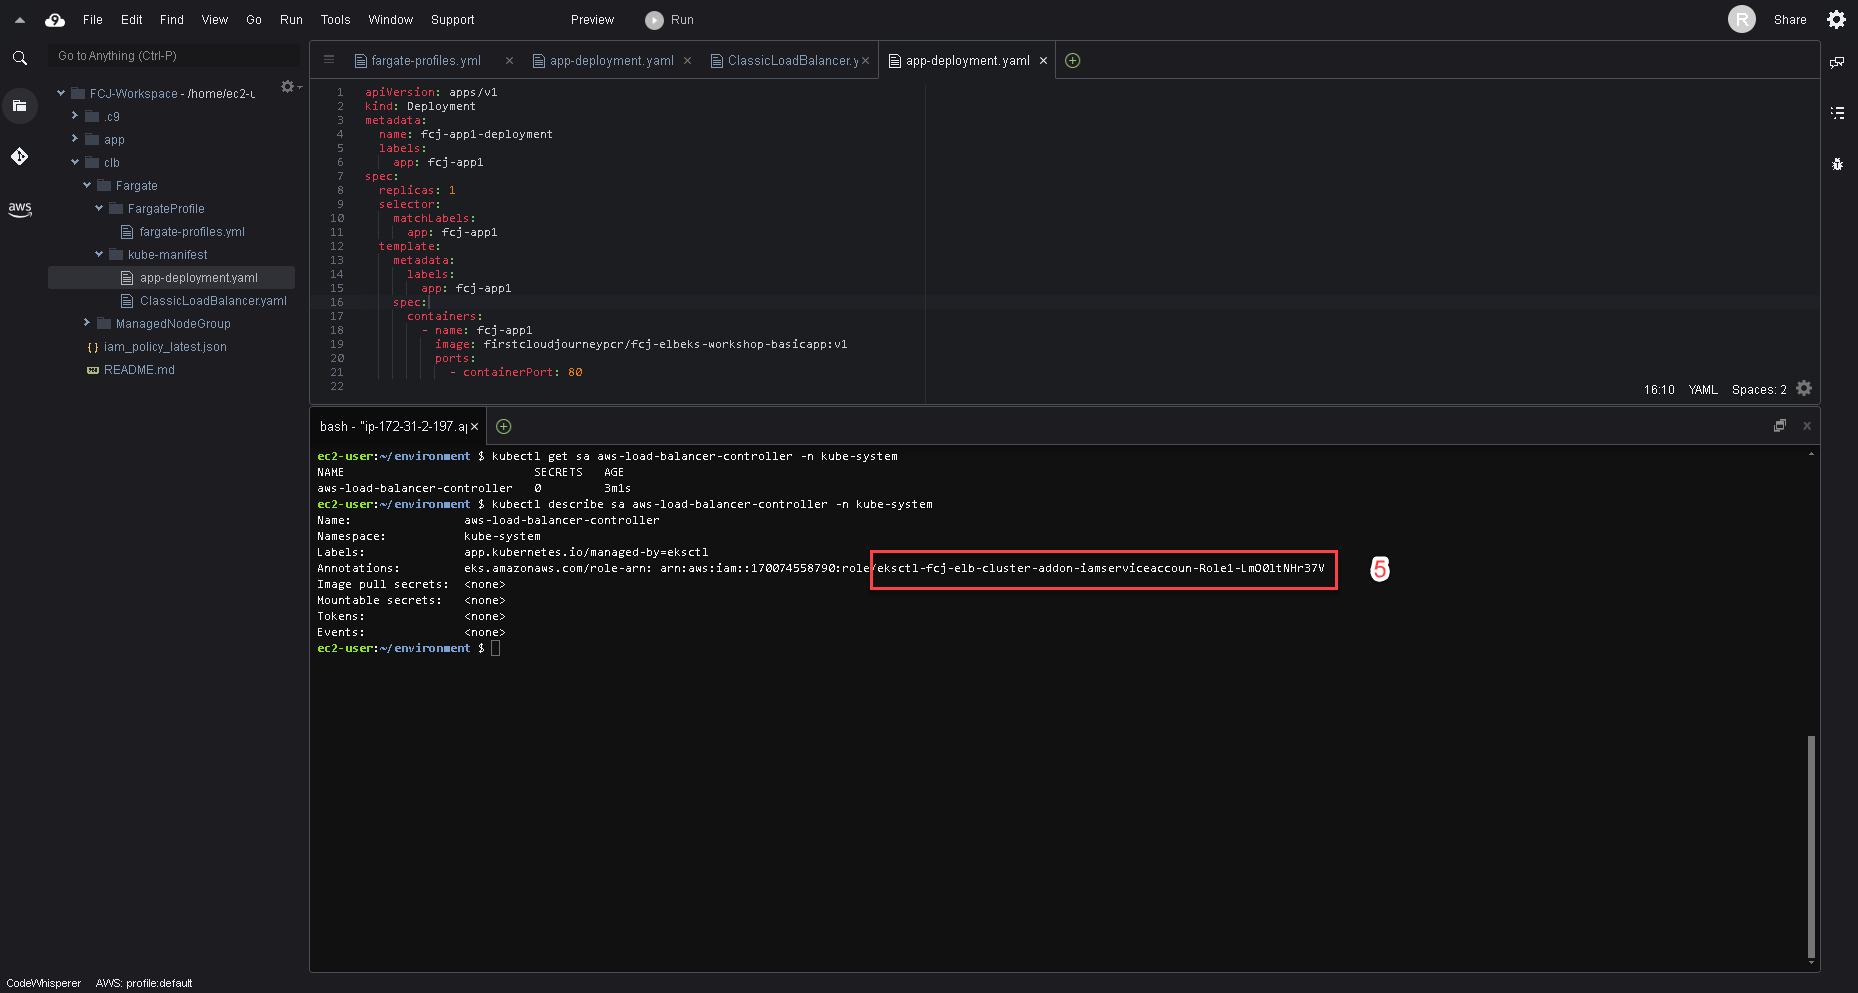 File Edit Find View Go Run Tools Window Support Preview Run R Share
Go to Anything (Ctrl-P)
fargate-profiles.yml × app-deployment.yaml × ClassicLoadBalancer.y × app-deployment.yaml ×
FCJ-Workspace - /home/ec2-u
.c9
app
clb
Fargate
FargateProfile
fargate-profiles.yml
kube-manifest
app-deployment.yaml
ClassicLoadBalancer.yaml
ManagedNodeGroup
iam_policy_latest.json
README.md
aws
1 apiVersion: apps/v1
2 kind: Deployment
3 metadata:
4 name: fcj-app1-deployment
5 labels:
6 app: fcj-app1
7 spec:
8 replicas: 1
9 selector:
10 matchLabels:
11 app: fcj-app1
12 template:
13 metadata:
14 labels:
15 app: fcj-app1
16 spec:
17 containers:
18 - name: fcj-app1
19 image: firstcloudjourneypcr/fcj-elbeks-workshop-basicapp:v1
20 ports:
21 - containerPort: 80
22
16:10 YAML Spaces: 2
bash - "ip-172-31-2-197.ap ×
ec2-user:~/environment $ kubectl get sa aws-load-balancer-controller -n kube-system
NAME SECRETS AGE
aws-load-balancer-controller 0 3m1s
ec2-user:~/environment $ kubectl describe sa aws-load-balancer-controller -n kube-system
Name: aws-load-balancer-controller
Namespace: kube-system
Labels: app.kubernetes.io/managed-by=eksctl
Annotations: eks.amazonaws.com/role-arn: arn:aws:iam::170074558790:role/eksctl-fcj-elb-cluster-addon-iamserviceaccoun-Role1-LmO0ltNHr37V
Image pull secrets: <none>
Mountable secrets: <none>
Tokens: <none>
Events: <none>
ec2-user:~/environment $
5
CodeWhisperer AWS: profile:default